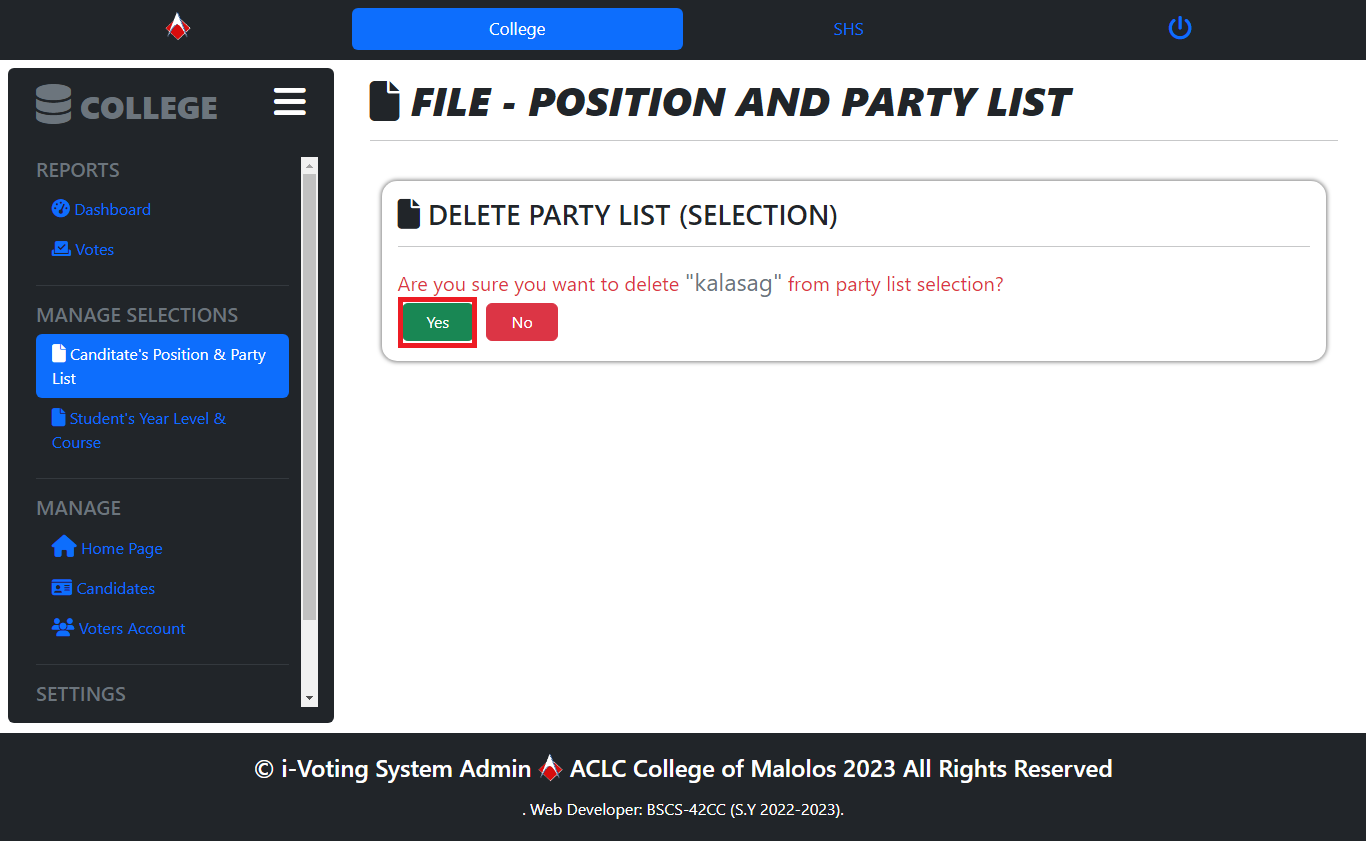 College
SHS
COLLEGE
REPORTS
Dashboard
Votes
MANAGE SELECTIONS
Canditate's Position & Party
List
Student's Year Level &
Course
MANAGE
Home Page
Candidates
Voters Account
SETTINGS
FILE - POSITION AND PARTY LIST
DELETE PARTY LIST (SELECTION)
Are you sure you want to delete "kalasag" from party list selection?
Yes
No
© i-Voting System Admin ACLC College of Malolos 2023 All Rights Reserved
. Web Developer: BSCS-42CC (S.Y 2022-2023).